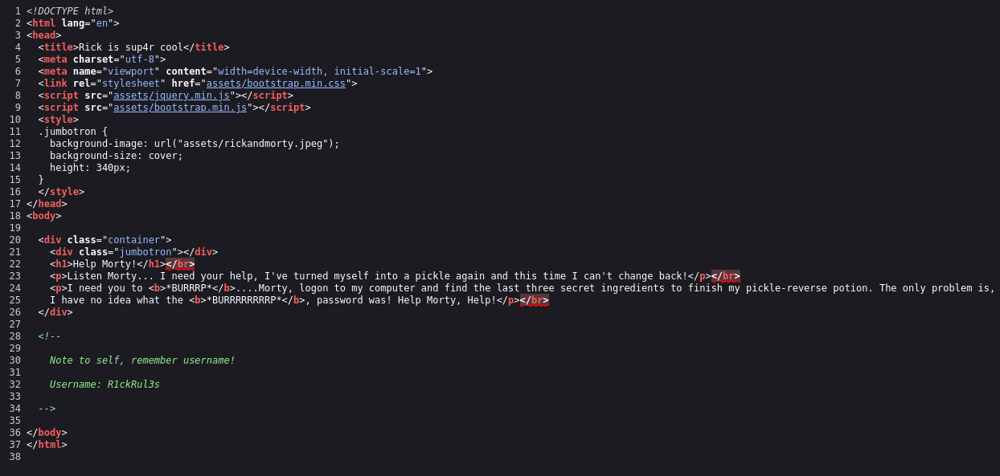 1 <!DOCTYPE html>
2 <html lang="en">
3 <head>
4   <title>Rick is sup4r cool</title>
5   <meta charset="utf-8">
6   <meta name="viewport" content="width=device-width, initial-scale=1">
7   <link rel="stylesheet" href="assets/bootstrap.min.css">
8   <script src="assets/jquery.min.js"></script>
9   <script src="assets/bootstrap.min.js"></script>
10   <style>
11   .jumbotron {
12     background-image: url("assets/rickandmorty.jpeg");
13     background-size: cover;
14     height: 340px;
15   }
16   </style>
17 </head>
18 <body>
19
20   <div class="container">
21     <div class="jumbotron"></div>
22     <h1>Help Morty!</h1></br>
23     <p>Listen Morty... I need your help, I've turned myself into a pickle again and this time I can't change back!</p></br>
24     <p>I need you to <b>*BURRRP*</b>....Morty, logon to my computer and find the last three secret ingredients to finish my pickle-reverse potion. The only problem is,
25     I have no idea what the <b>*BURRRRRRRRP*</b>, password was! Help Morty, Help!</p></br>
26   </div>
27
28   <!--
29
30     Note to self, remember username!
31
32     Username: R1ckRul3s
33
34   -->
35
36 </body>
37 </html>
38